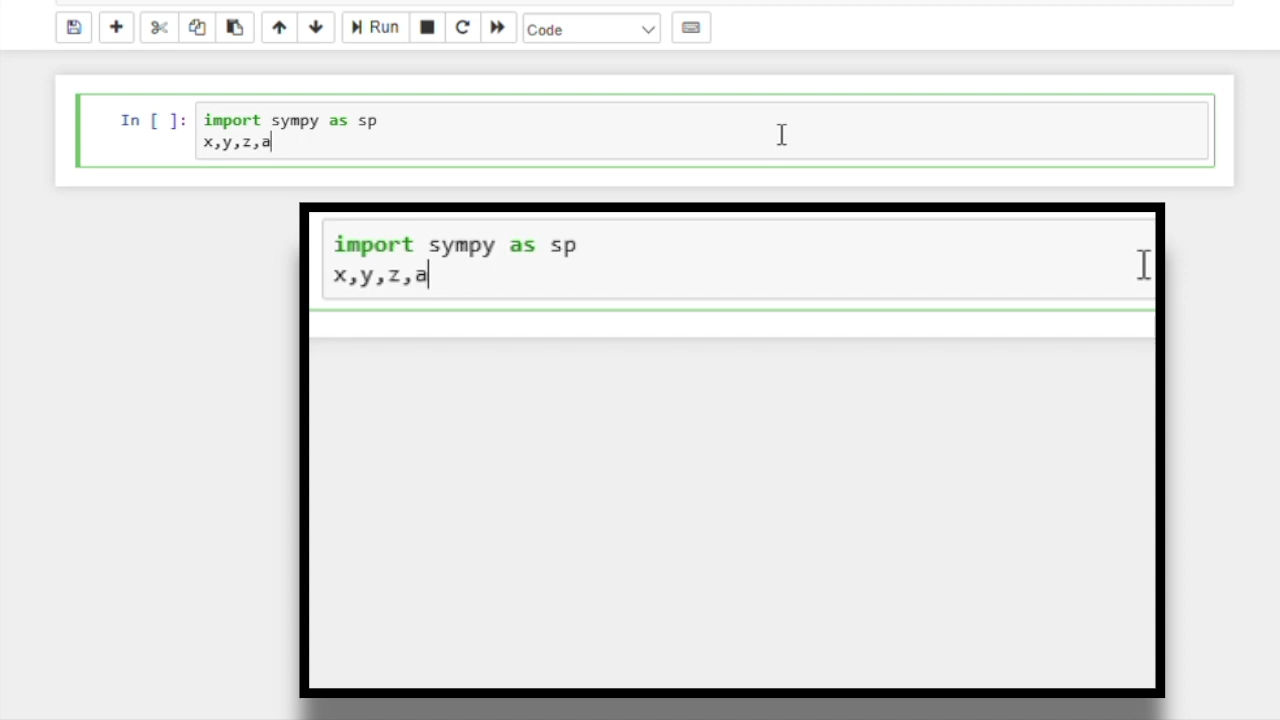 Run
Code
In [ ]:
import sympy as sp
x,y,z,a
import sympy as sp
x,y,z,a